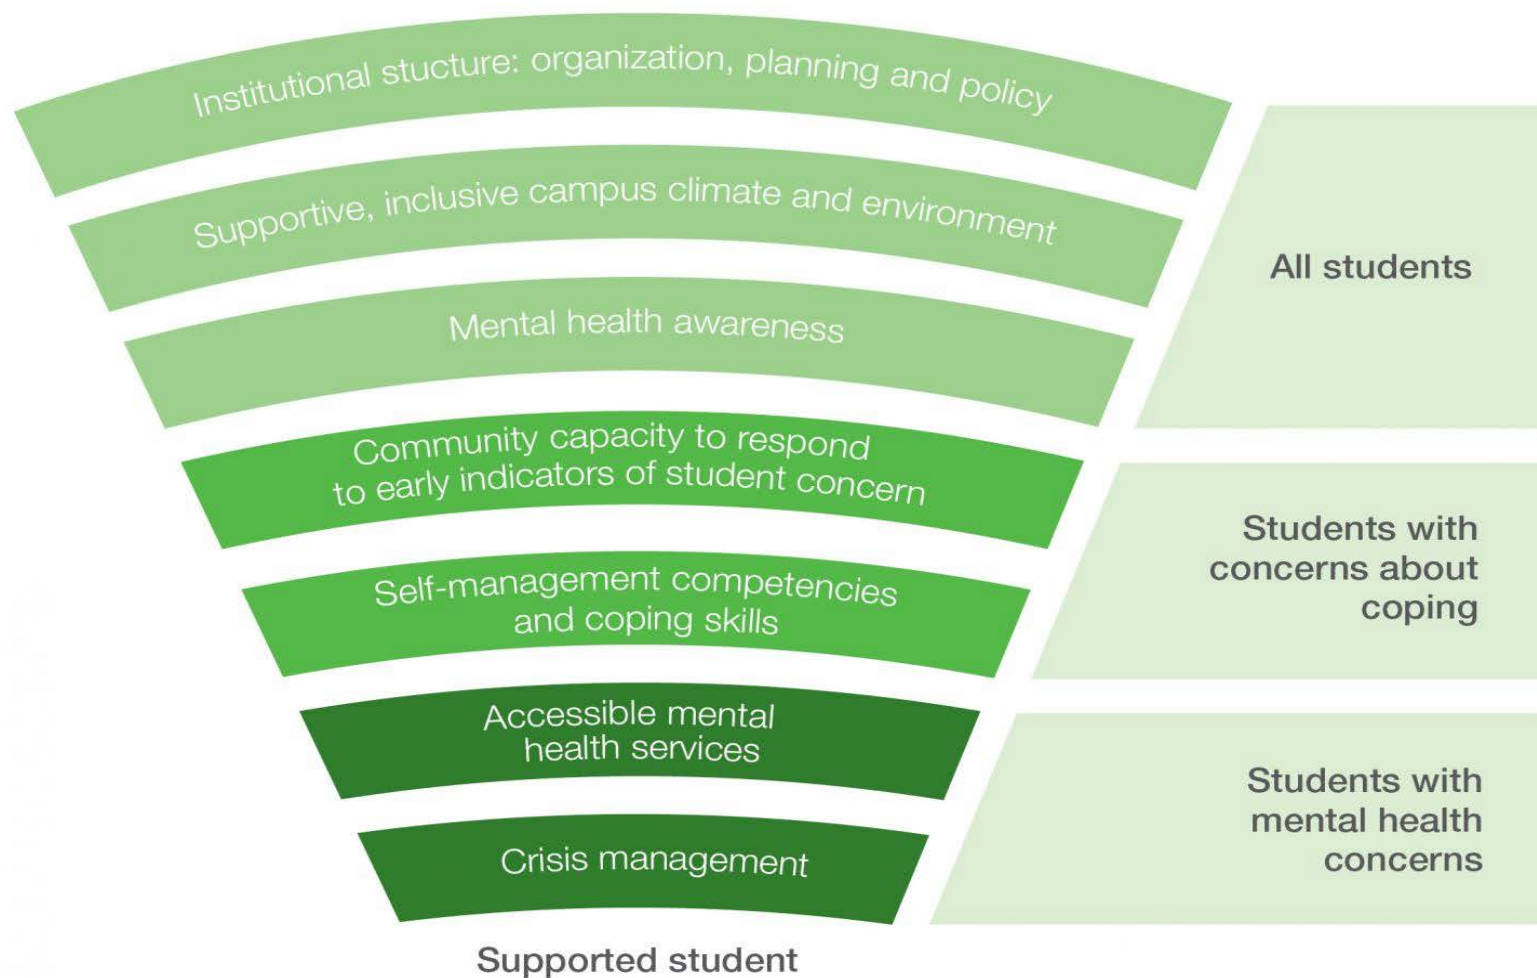 Institutional stucture: organization, planning and policy
Supportive, inclusive campus climate and environment
Mental health awareness
All students
Community capacity to respond
to early indicators of student concern
Self-management competencies
and coping skills
Students with
concerns about
coping
Accessible mental
health services
Crisis management
Students with
mental health
concerns
Supported student